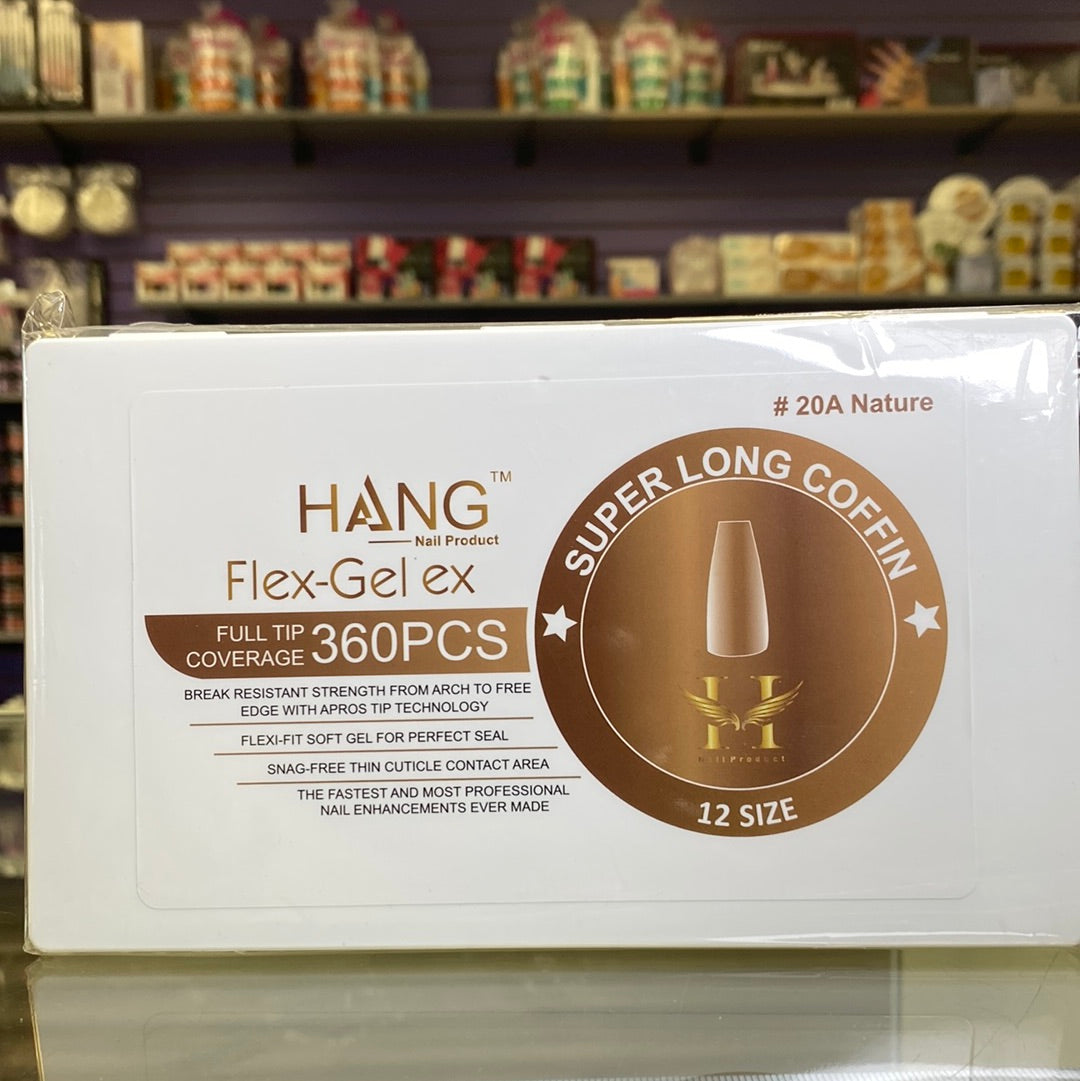 # 20A Nature
HANG™
Nail Product
Flex-Gel ex
FULL TIP
COVERAGE 360PCS
BREAK RESISTANT STRENGTH FROM ARCH TO FREE
EDGE WITH APROS TIP TECHNOLOGY
FLEXI-FIT SOFT GEL FOR PERFECT SEAL
SNAG-FREE THIN CUTICLE CONTACT AREA
THE FASTEST AND MOST PROFESSIONAL
NAIL ENHANCEMENTS EVER MADE
SUPER LONG COFFIN
H
Nail Product
12 SIZE